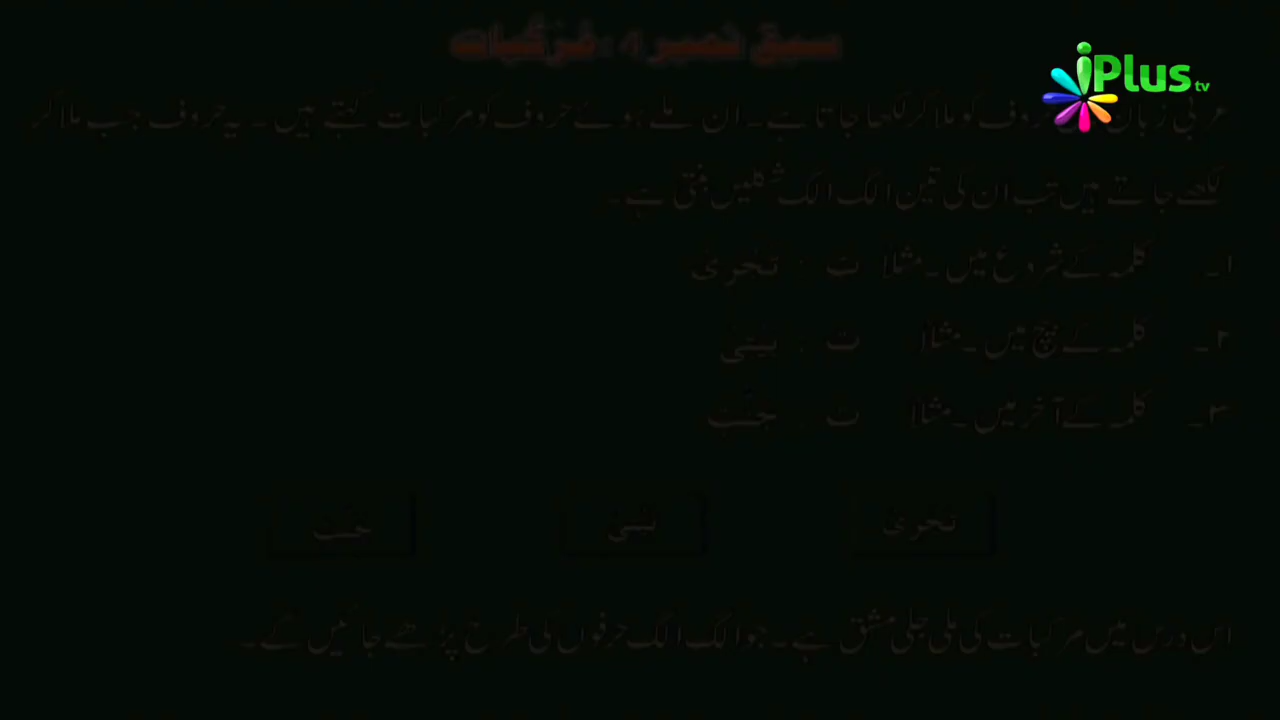 سبق نمبر 4 : مرکبات
iPlus tv
عربی زبان میں حروف کو ملا کر لکھا جاتا ہے۔ ان ملے ہوئے حروف کو مرکبات کہتے ہیں۔ یہ حروف جب ملا کر
لکھے جاتے ہیں تب ان کی تین الگ الگ شکلیں بنتی ہے۔
۱۔ کلمہ کے شروع میں۔ مثلاً ت : تجری
۲۔ کلمہ کے بیچ میں۔ مثلاً ت :
۳۔ کلمہ کے آخر میں۔ مثلاً ت :
تجری
اس درس میں مرکبات کی ملی جلی مشق ہے۔ جو الگ الگ حرفوں کی طرح پڑھے جائیں گے۔